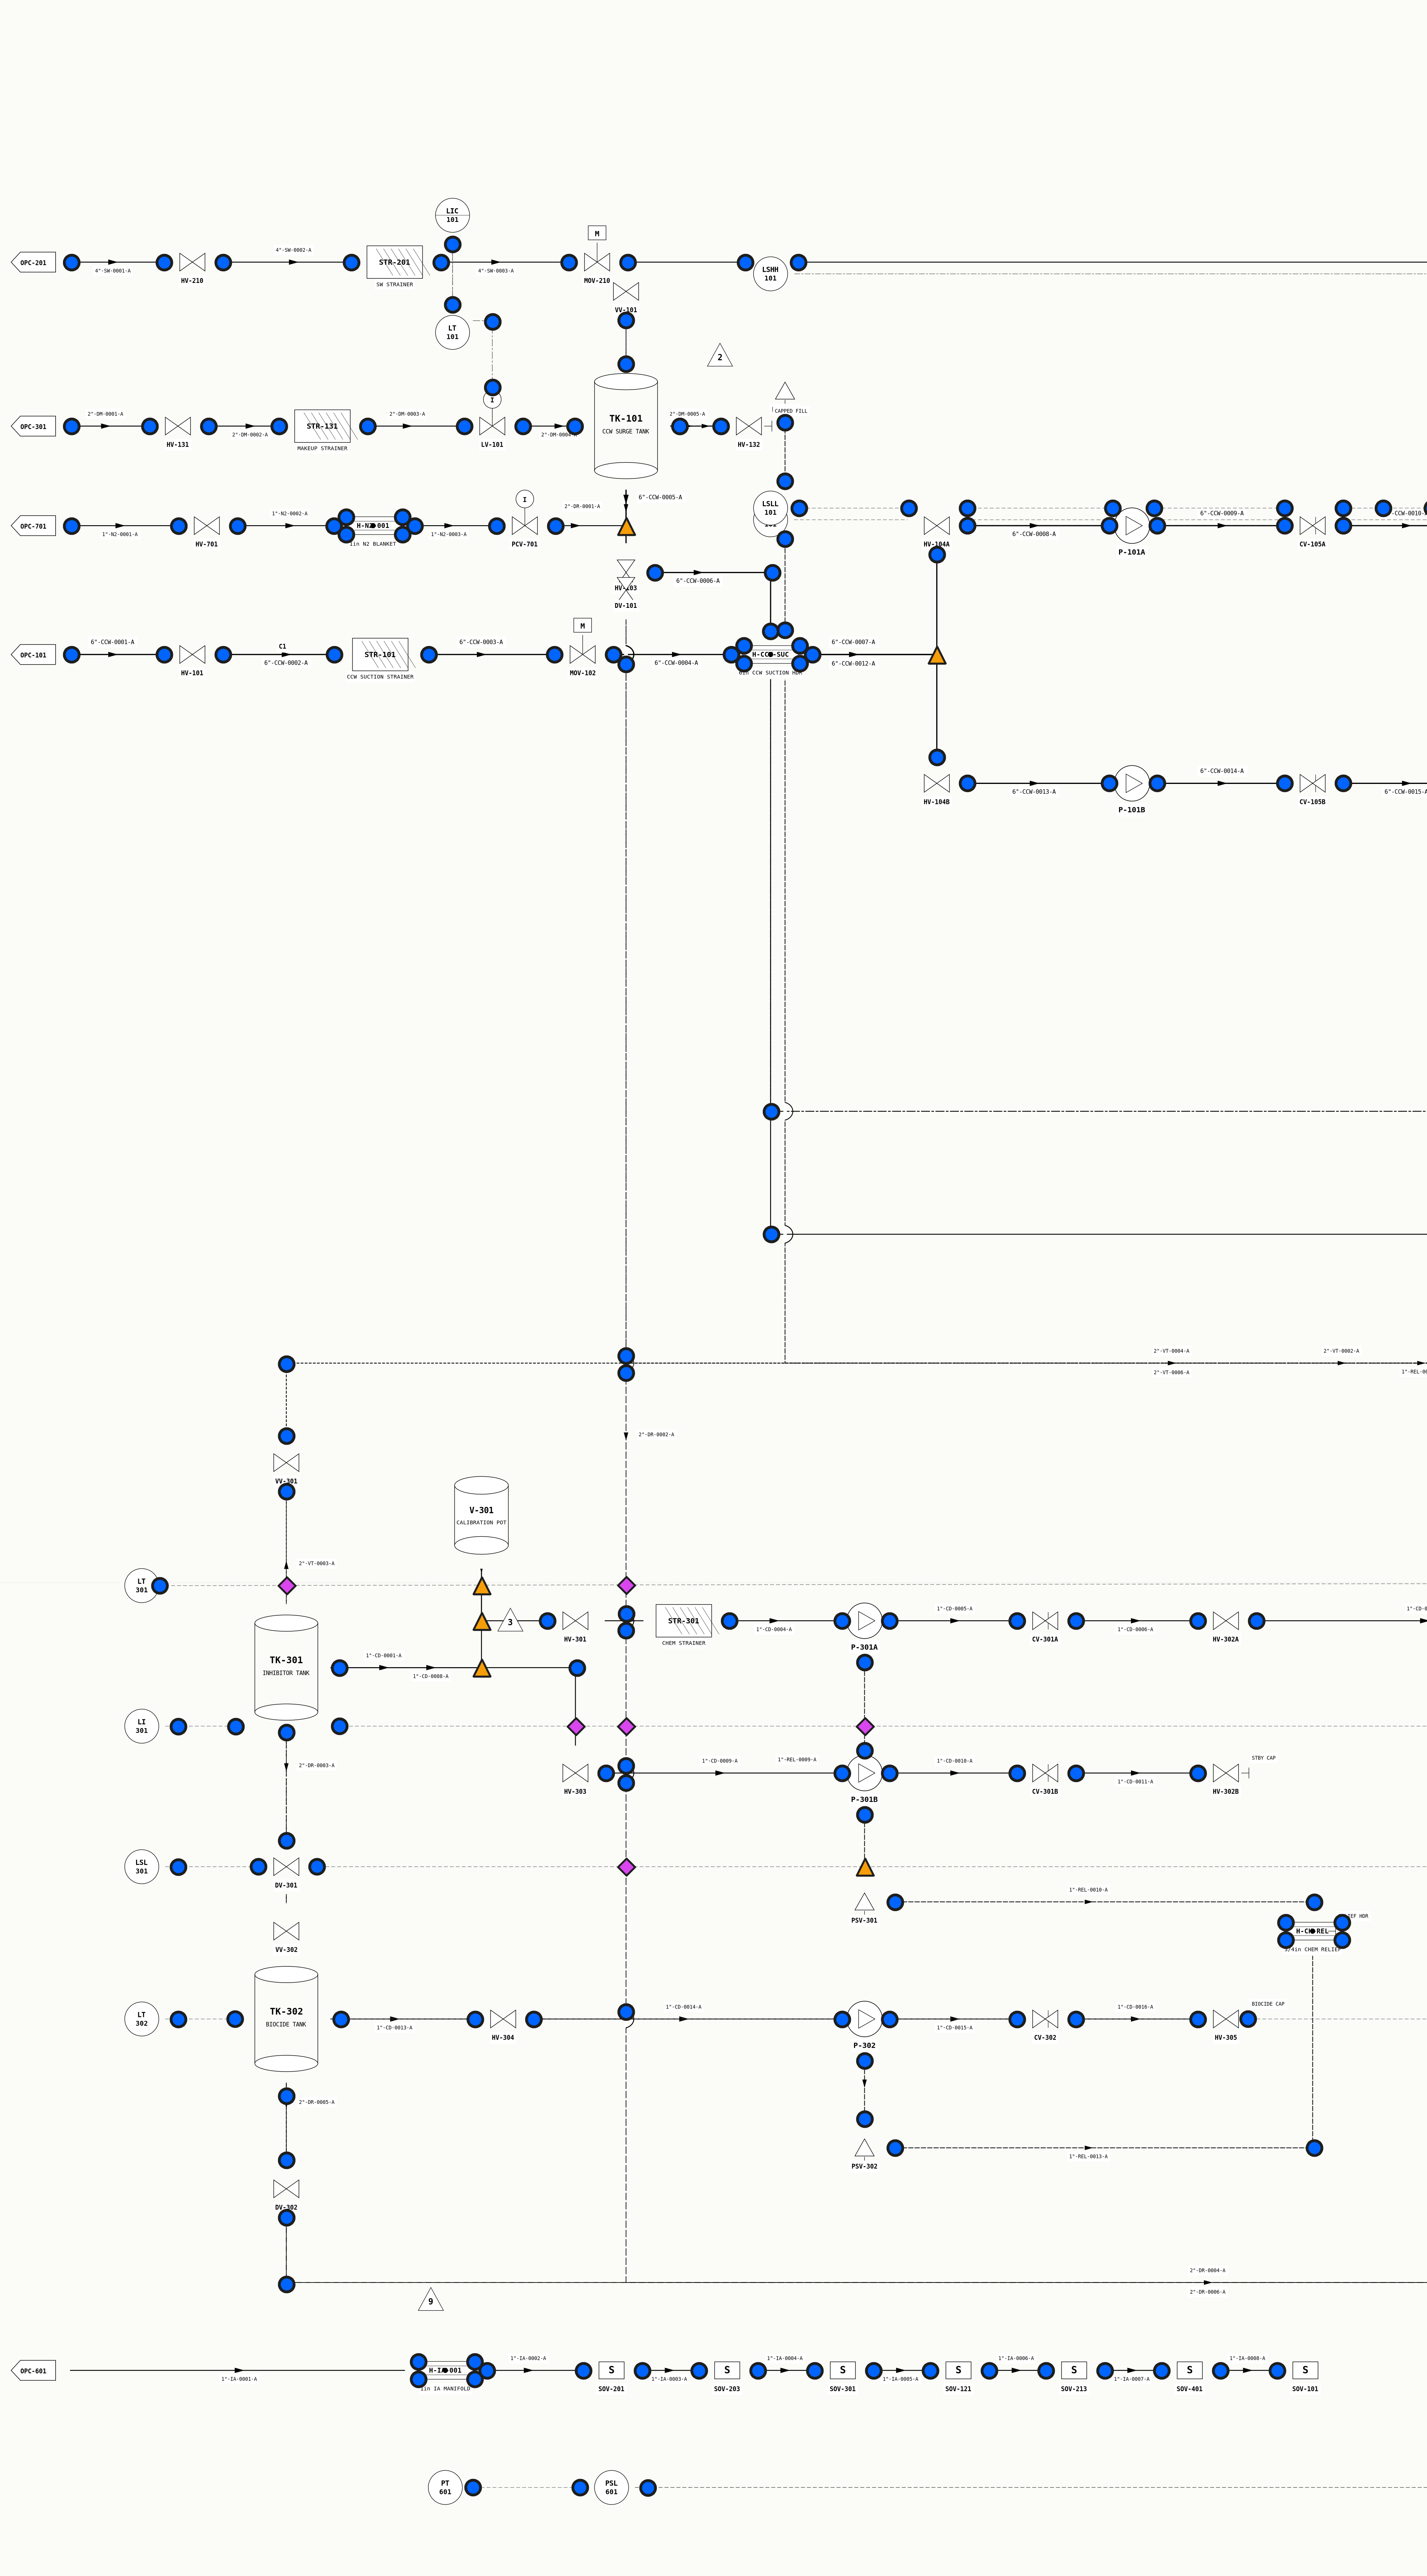 LIC
101
OPC-201
4"-SW-0001-A
HV-210
4"-SW-0002-A
STR-201
SW STRAINER
4"-SW-0003-A
M
MOV-210
LSHH
101
VV-101
LT
101
2
CAPPED FILL
OPC-301
2"-DM-0001-A
HV-131
2"-DM-0002-A
STR-131
MAKEUP STRAINER
2"-DM-0003-A
I
LV-101
TK-101
CCW SURGE TANK
2"-DM-0005-A
HV-132
6"-CCW-0005-A
OPC-701
1"-N2-0001-A
HV-701
1"-N2-0002-A
1in N2 BLANKET
1"-N2-0003-A
I
PCV-701
2"-DR-0001-A
LSLL
101
HV-104A
6"-CCW-0008-A
P-101A
6"-CCW-0009-A
CV-105A
DV-101
6"-CCW-0006-A
OPC-101
6"-CCW-0001-A
HV-101
C1
6"-CCW-0002-A
STR-101
CCW SUCTION STRAINER
6"-CCW-0003-A
M
MOV-102
6"-CCW-0004-A
6"-CCW-0007-A
6"-CCW-0012-A
HV-104B
6"-CCW-0013-A
P-101B
6"-CCW-0014-A
CV-105B
6"-CCW-0015-A
2"-VT-0004-A
2"-VT-0006-A
2"-VT-0002-A
2"-DR-0002-A
VV-301
V-301
CALIBRATION POT
2"-VT-0003-A
LT
301
3
HV-301
STR-301
CHEM STRAINER
1"-CD-0004-A
P-301A
1"-CD-0005-A
CV-301A
1"-CD-0006-A
HV-302A
TK-301
INHIBITOR TANK
1"-CD-0001-A
1"-CD-0008-A
LI
301
2"-DR-0003-A
HV-303
1"-CD-0009-A
1"-REL-0009-A
P-301B
1"-CD-0010-A
CV-301B
1"-CD-0011-A
HV-302B
STBY CAP
LSL
301
DV-301
PSV-301
1"-REL-0010-A
VV-302
TK-302
BIOCIDE TANK
LT
302
1"-CD-0013-A
HV-304
1"-CD-0014-A
P-302
1"-CD-0015-A
CV-302
1"-CD-0016-A
HV-305
BIOCIDE CAP
2"-DR-0005-A
DV-302
PSV-302
1"-REL-0013-A
9
2"-DR-0004-A
2"-DR-0006-A
OPC-601
1"-IA-0001-A
1in IA MANIFOLD
1"-IA-0002-A
S
SOV-201
1"-IA-0003-A
S
SOV-203
1"-IA-0004-A
S
SOV-301
1"-IA-0005-A
S
SOV-121
1"-IA-0006-A
S
SOV-213
1"-IA-0007-A
S
SOV-401
1"-IA-0008-A
S
SOV-101
PT
601
PSL
601